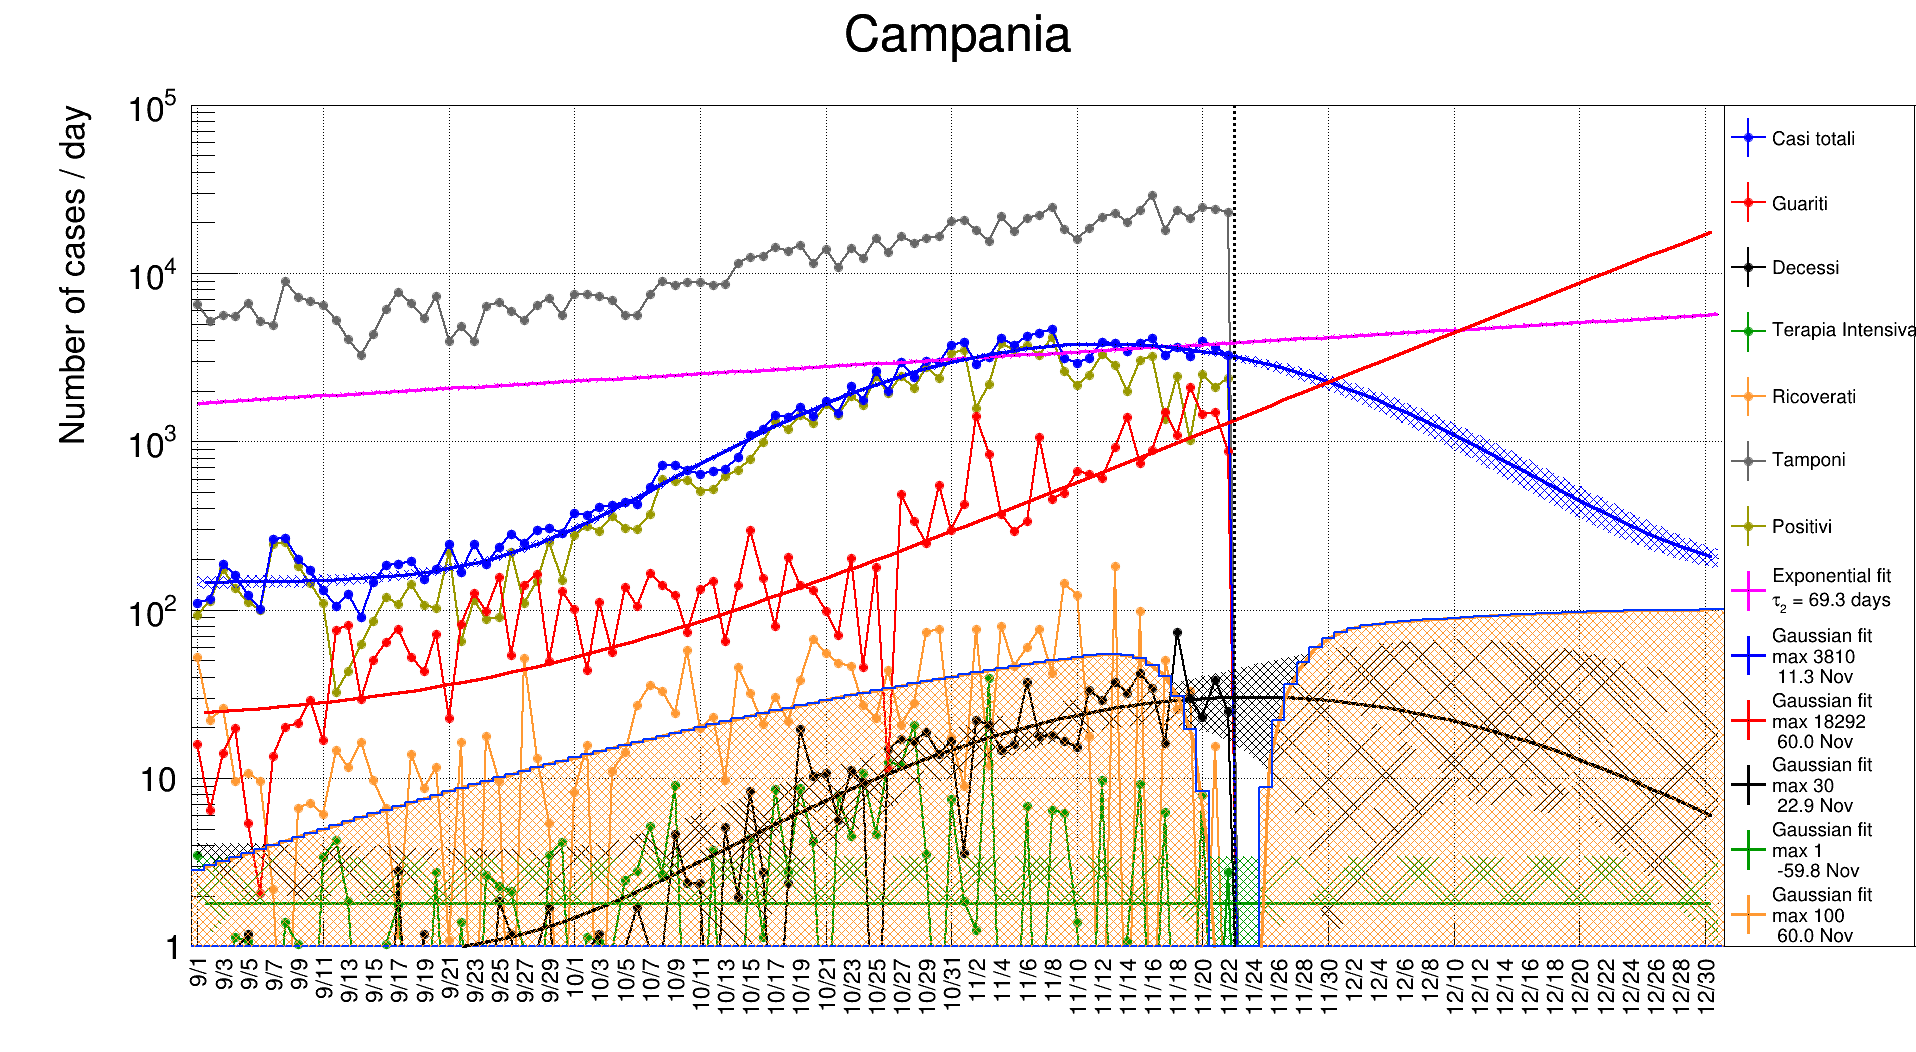 Campania
Number of cases / day
10⁵
10⁴
10³
10²
10
1
9/1 9/3 9/5 9/7 9/9 9/11 9/13 9/15 9/17 9/19 9/21 9/23 9/25 9/27 9/29 10/1 10/3 10/5 10/7 10/9 10/11 10/13 10/15 10/17 10/19 10/21 10/23 10/25 10/27 10/29 10/31 11/2 11/4 11/6 11/8 11/10 11/12 11/14 11/16 11/18 11/20 11/22 11/24 11/26 11/28 11/30 12/2 12/4 12/6 12/8 12/10 12/12 12/14 12/16 12/18 12/20 12/22 12/24 12/26 12/28 12/30
Casi totali
Guariti
Decessi
Terapia Intensiva
Ricoverati
Tamponi
Positivi
Exponential fit
τ₂ = 69.3 days
Gaussian fit
max 3810
11.3 Nov
Gaussian fit
max 18292
60.0 Nov
Gaussian fit
max 30
22.9 Nov
Gaussian fit
max 1
-59.8 Nov
Gaussian fit
max 100
60.0 Nov